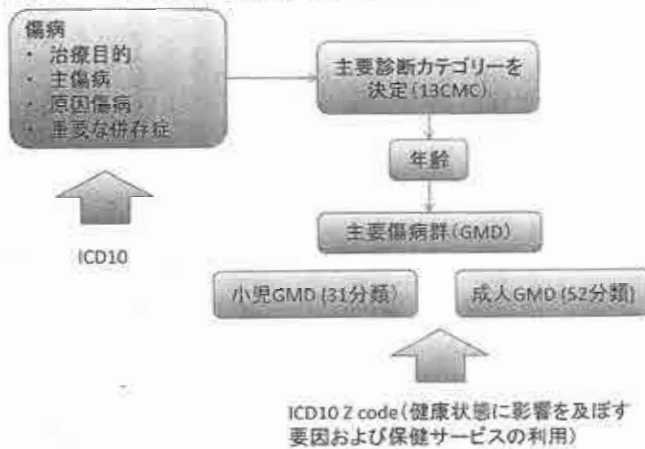 傷病
・ 治療目的
・ 主傷病
・ 原因傷病
・ 重要な併存症
主要診断カテゴリーを
決定(13CMC)
年齢
ICD10
主要傷病群(GMD)
小児GMD (31分類)
成人GMD (52分類)
ICD10 Z code(健康状態に影響を及ぼす
要因および保健サービスの利用)